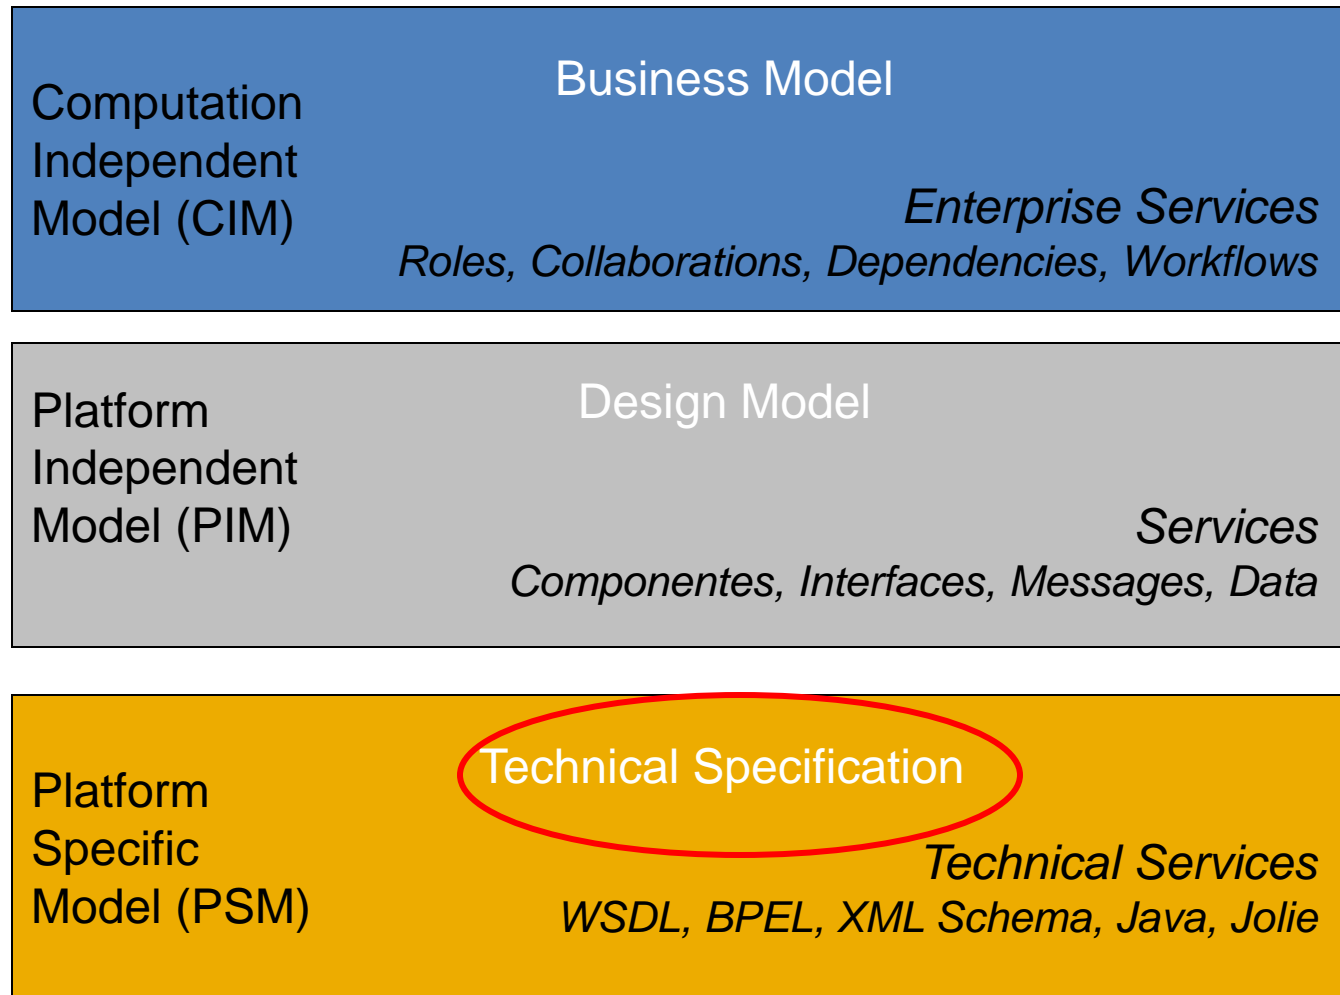 Business Model
Computation
Independent
Model (CIM)
Enterprise Services
Roles, Collaborations, Dependencies, Workflows
Design Model
Platform
Independent
Model (PIM)
Services
Componentes, Interfaces, Messages, Data
Technical Specification
Platform
Specific
Model (PSM)
Technical Services
WSDL, BPEL, XML Schema, Java, Jolie